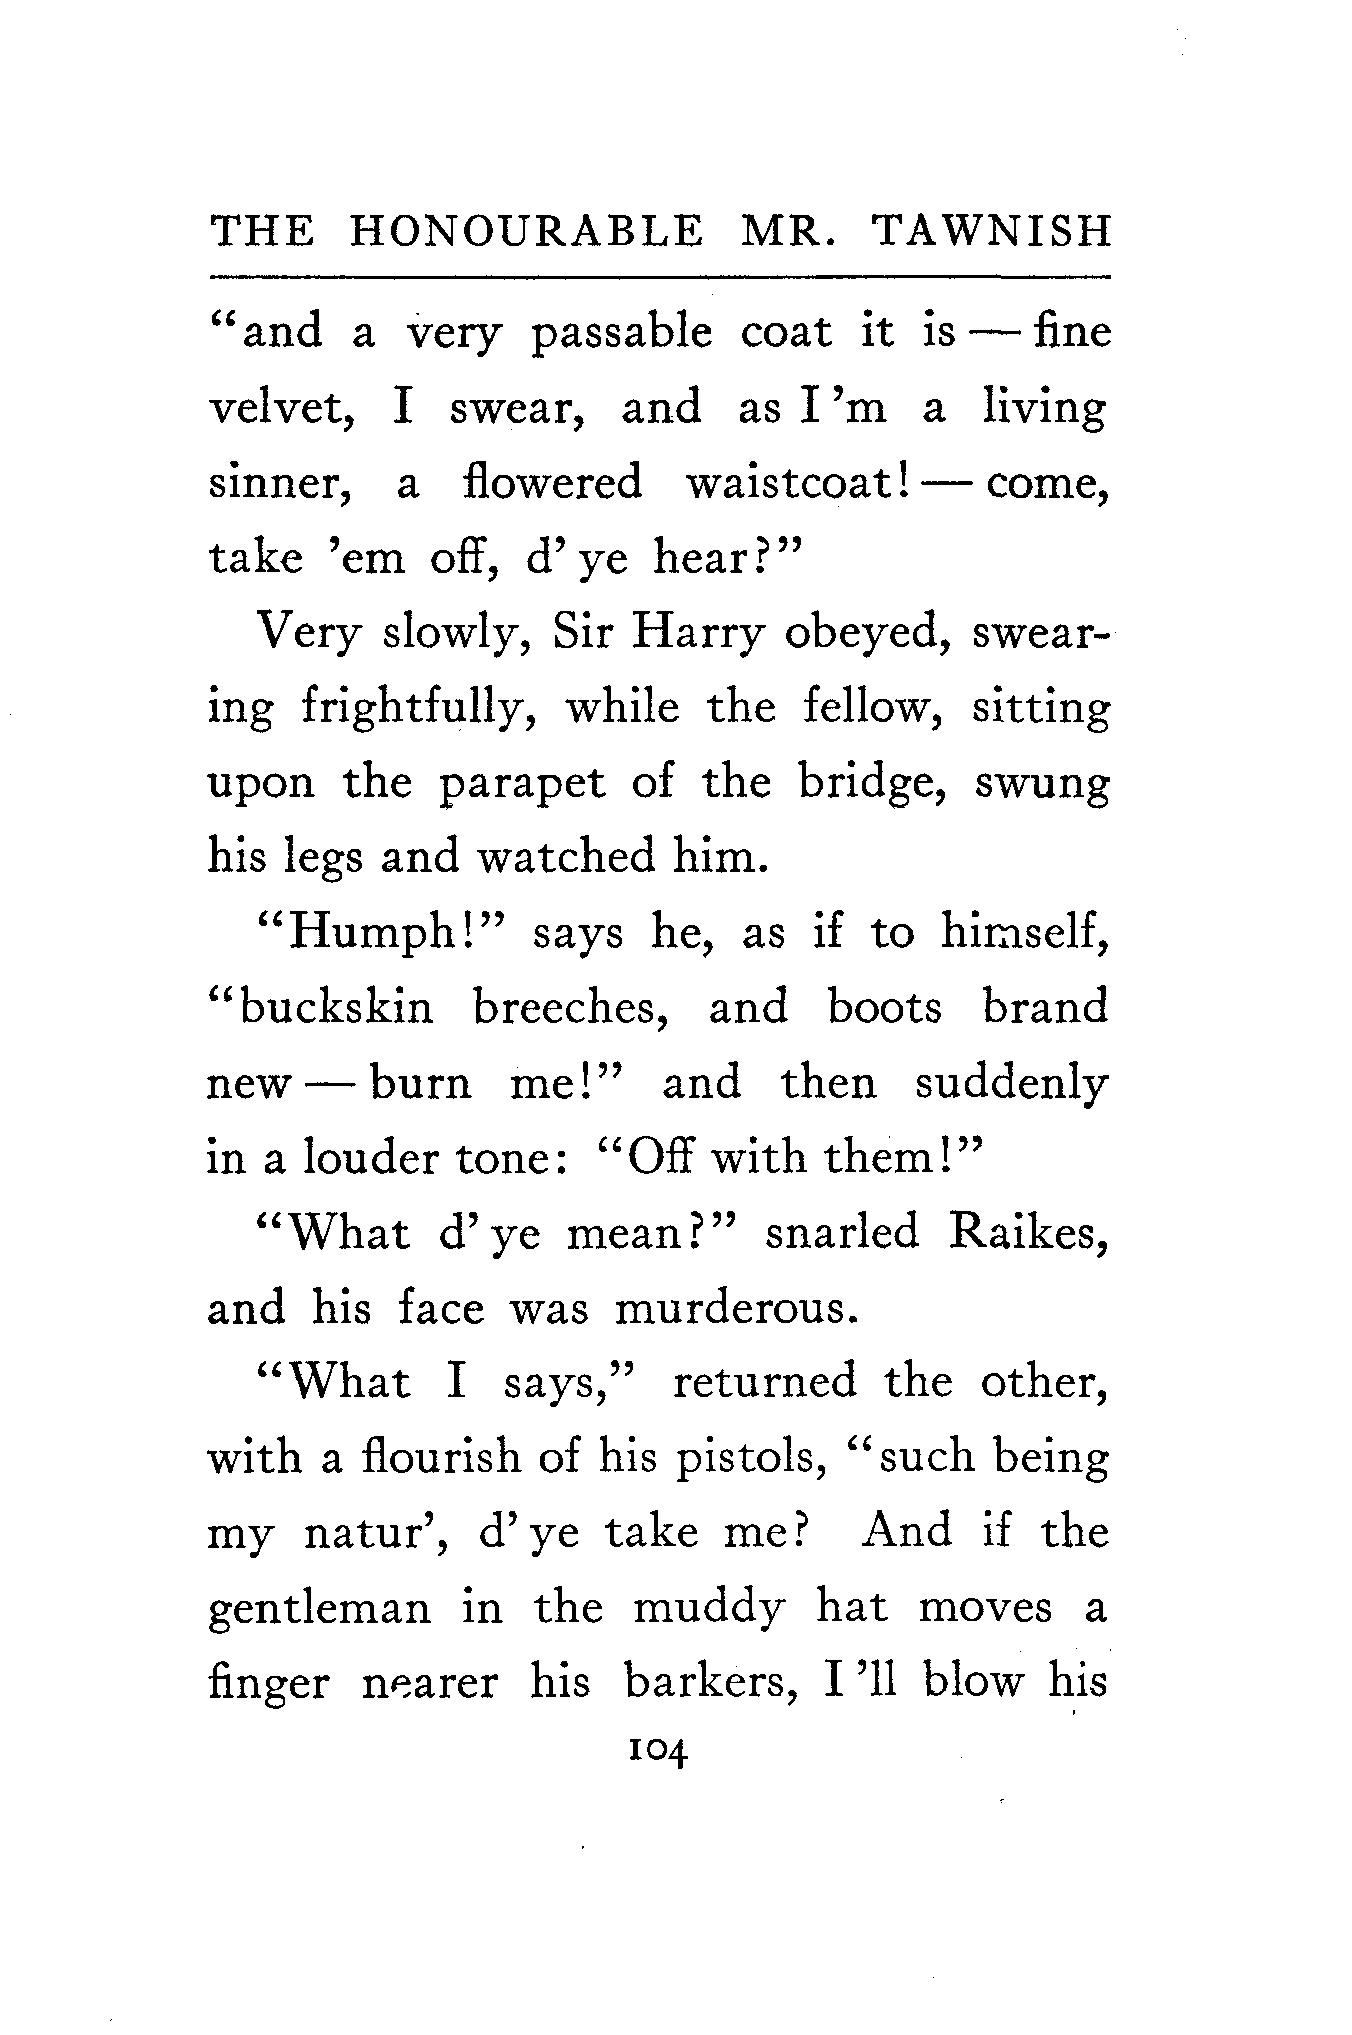 THE HONOURABLE MR. TAWNISH
"and a very passable coat it is — fine
velvet, I swear, and as I 'm a living
sinner, a flowered waistcoat! — come,
take 'em off, d' ye hear?"
Very slowly, Sir Harry obeyed, swear-
ing frightfully, while the fellow, sitting
upon the parapet of the bridge, swung
his legs and watched him.
"Humph!" says he, as if to himself,
"buckskin breeches, and boots brand
new — burn me!" and then suddenly
in a louder tone: "Off with them!"
"What d' ye mean?" snarled Raikes,
and his face was murderous.
"What I says," returned the other,
with a flourish of his pistols, "such being
my natur', d' ye take me? And if the
gentleman in the muddy hat moves a
finger nearer his barkers, I 'll blow his
104